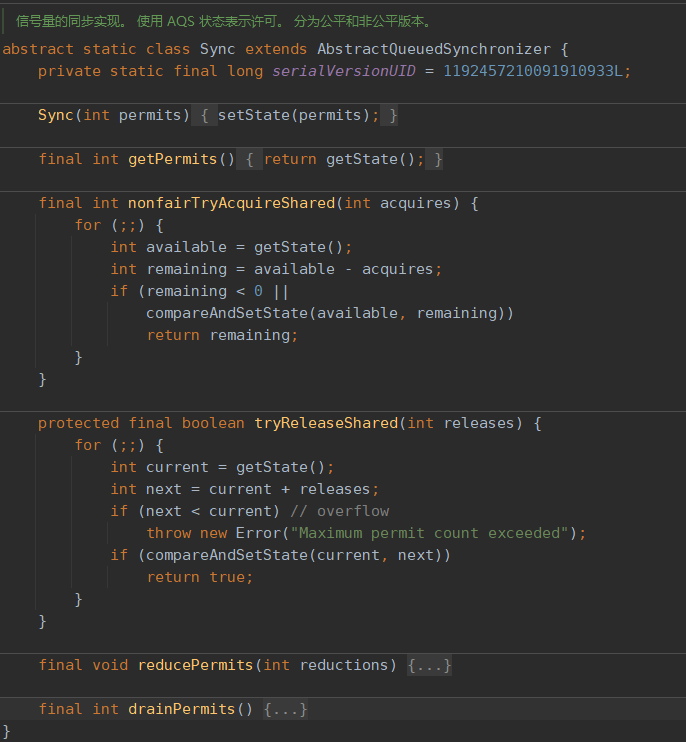 信号量的同步实现。 使用 AQS 状态表示许可。 分为公平和非公平版本。
abstract static class Sync extends AbstractQueuedSynchronizer {
    private static final long serialVersionUID = 1192457210091910933L;
    Sync(int permits) { setState(permits); }
    final int getPermits() { return getState(); }
    final int nonfairTryAcquireShared(int acquires) {
        for (;;) {
            int available = getState();
            int remaining = available - acquires;
            if (remaining < 0 ||
                compareAndSetState(available, remaining))
                return remaining;
        }
    }
    protected final boolean tryReleaseShared(int releases) {
        for (;;) {
            int current = getState();
            int next = current + releases;
            if (next < current) // overflow
                throw new Error("Maximum permit count exceeded");
            if (compareAndSetState(current, next))
                return true;
        }
    }
    final void reducePermits(int reductions) {...}
    final int drainPermits() {...}
}